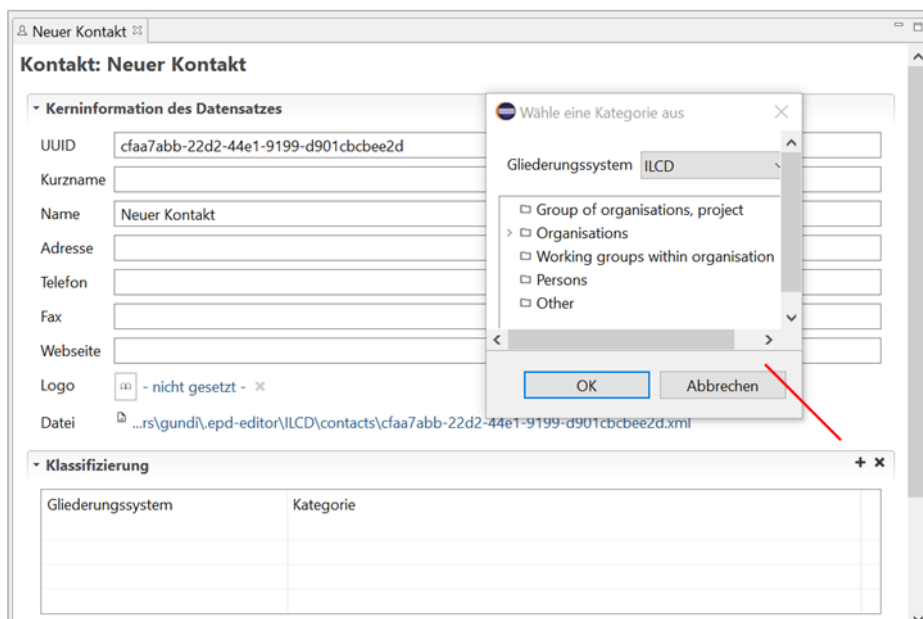 Neuer Kontakt
Kontakt: Neuer Kontakt
Kerninformation des Datensatzes
UUID cfaa7abb-22d2-44e1-9199-d901cbcbee2d
Kurzname
Name Neuer Kontakt
Adresse
Telefon
Fax
Webseite
Logo - nicht gesetzt -
Datei ...rs\gundi\.epd-editor\ILCD\contacts\cfaa7abb-22d2-44e1-9199-d901cbcbee2d.xml
Wähle eine Kategorie aus
Gliederungssystem ILCD
Group of organisations, project
Organisations
Working groups within organisation
Persons
Other
OK Abbrechen
Klassifizierung
Gliederungssystem Kategorie